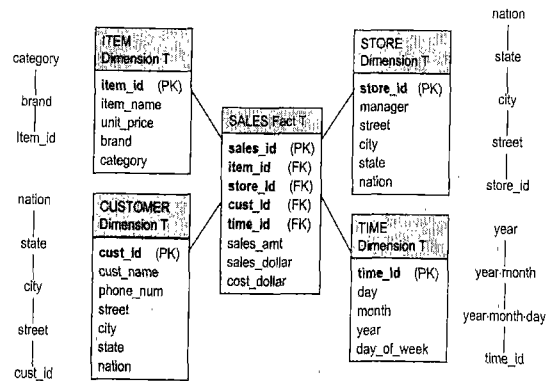 category
brand
Item_id
ITEM
Dimension T
item_id (PK)
item_name
unit_price
brand
category
nation
state
city
street
cust_id
CUSTOMER
Dimension T
cust_id (PK)
cust_name
phone_num
street
city
state
nation
SALES Fact T
sales_id (PK)
item_id (FK)
store_id (FK)
cust_id (FK)
time_id (FK)
sales_amt
sales_dollar
cost_dollar
STORE
Dimension T
store_id (PK)
manager
street
city
state
nation
nation
state
city
street
store_id
TIME
Dimension T
time_id (PK)
day
month
year
day_of_week
year
year-month
year-month-day
time_id